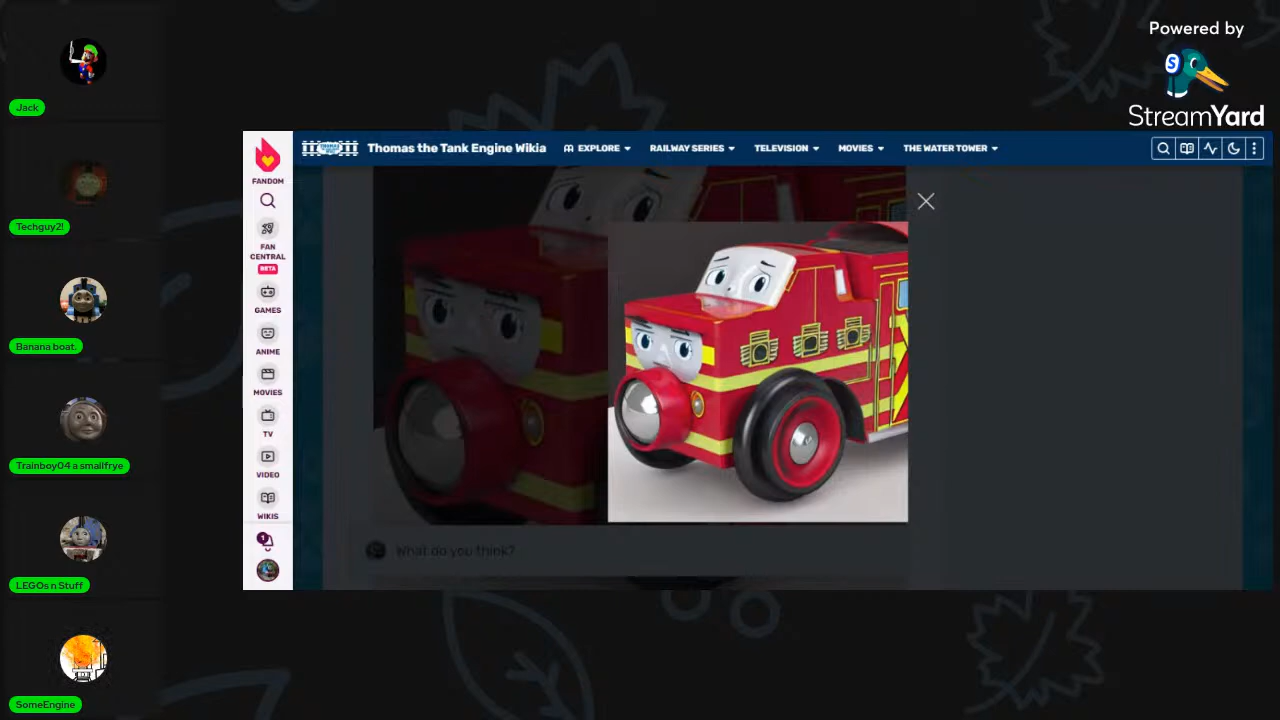 Powered by
StreamYard
Jack
Techguy2!
Banana boat.
Trainboy04 a smallfrye
LEGOs n Stuff
SomeEngine
FANDOM
FAN
CENTRAL
BETA
GAMES
ANIME
MOVIES
TV
VIDEO
WIKIS
1
Thomas the Tank Engine Wikia
EXPLORE
RAILWAY SERIES
TELEVISION
MOVIES
THE WATER TOWER
What do you think?
S